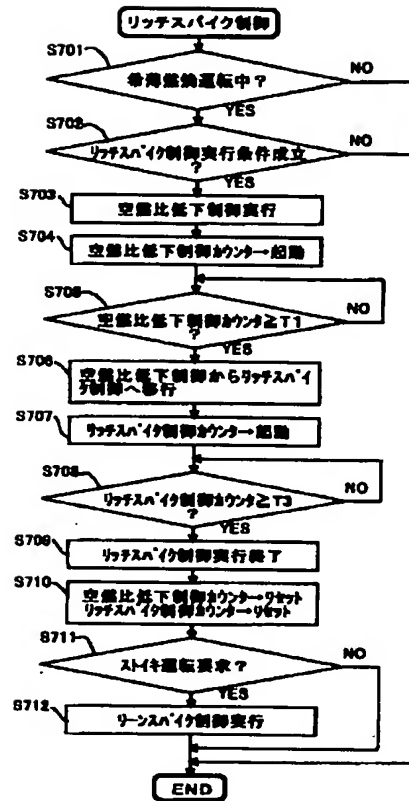 リッチスパイク制御
S701
希薄燃焼運転中?
NO
YES
S702
リッチスパイク制御実行条件成立
?
NO
YES
S703
空燃比低下制御実行
S704
空燃比低下制御カウンター→起動
S705
空燃比低下制御カウンタ≧T1
?
NO
YES
S706
空燃比低下制御からリッチスパイ
ク制御へ移行
S707
リッチスパイク制御カウンター→起動
S708
リッチスパイク制御カウンタ≧T3
?
NO
YES
S709
リッチスパイク制御実行終了
S710
空燃比低下制御カウンター→リセット
リッチスパイク制御カウンター→リセット
S711
ストイキ運転要求?
NO
YES
S712
リーンスパイク制御実行
END